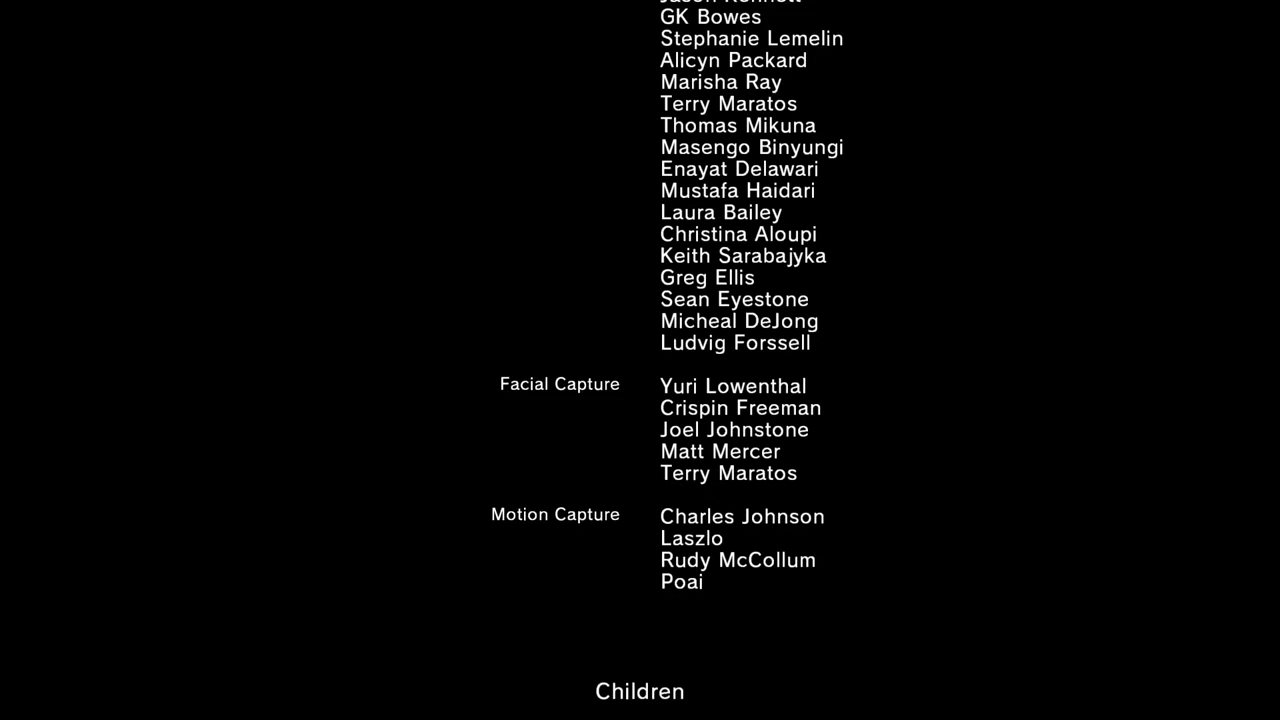 GK Bowes
Stephanie Lemelin
Alicyn Packard
Marisha Ray
Terry Maratos
Thomas Mikuna
Masengo Binyungi
Enayat Delawari
Mustafa Haidari
Laura Bailey
Christina Aloupi
Keith Sarabajyka
Greg Ellis
Sean Eyestone
Micheal DeJong
Ludvig Forssell
Facial Capture Yuri Lowenthal
Crispin Freeman
Joel Johnstone
Matt Mercer
Terry Maratos
Motion Capture Charles Johnson
Laszlo
Rudy McCollum
Poai
Children